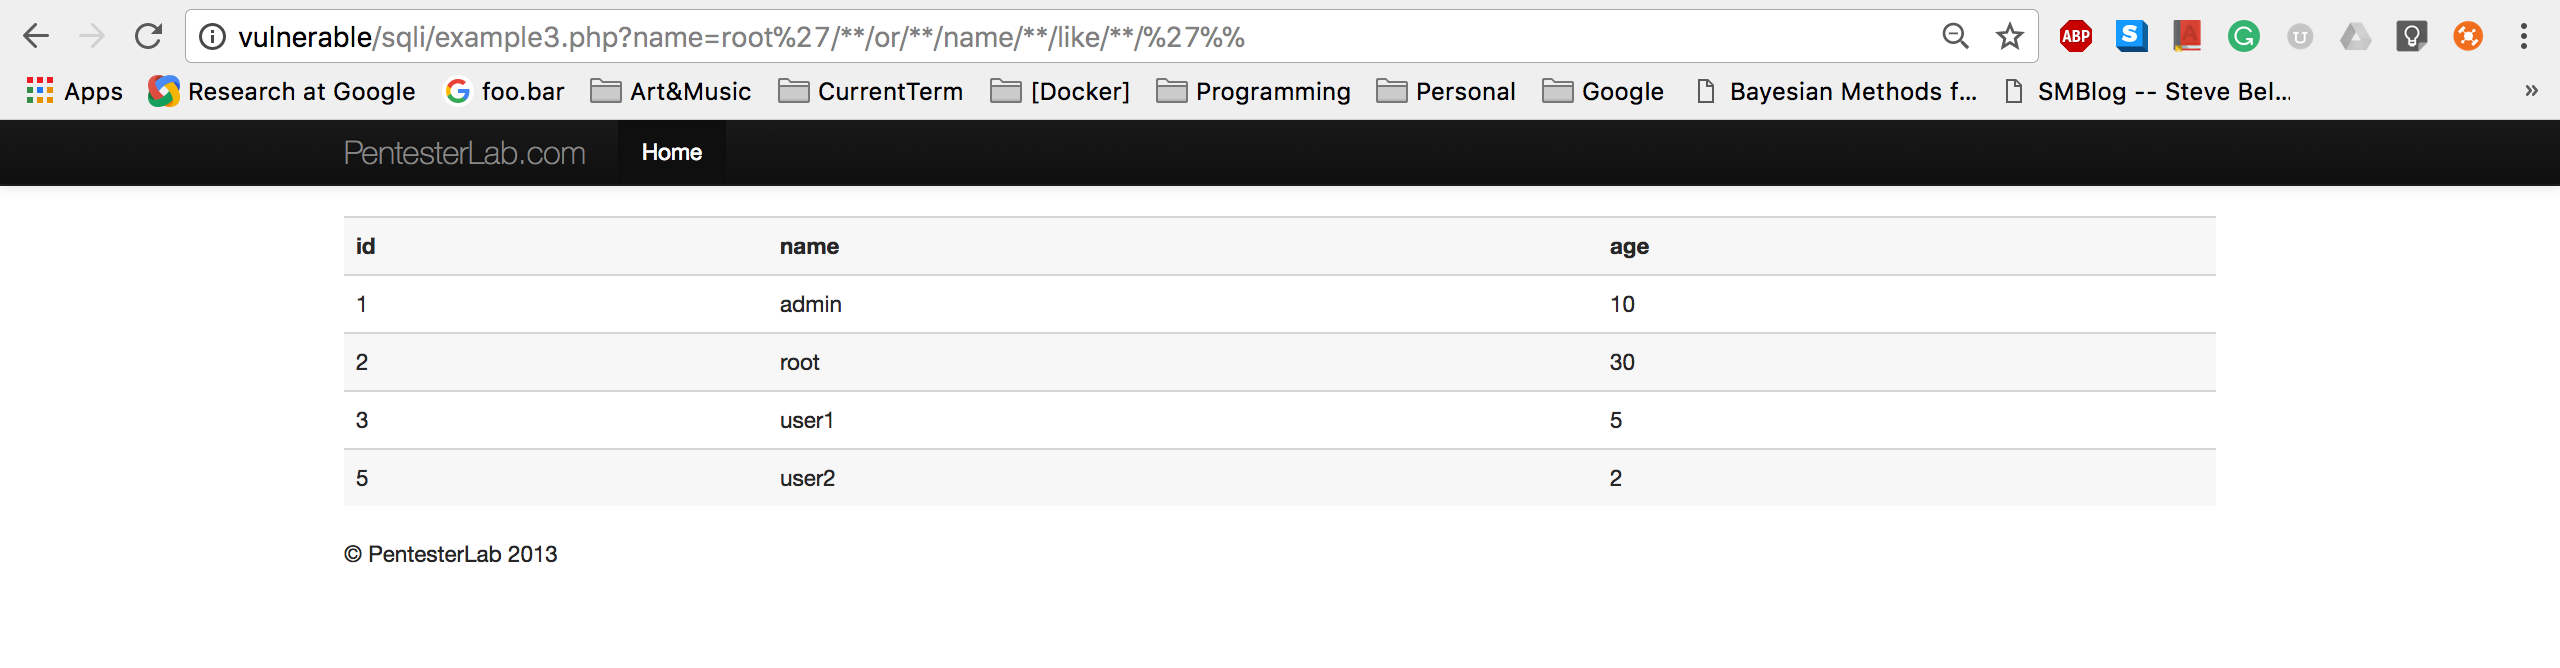 vulnerable/sqli/example3.php?name=root%27/**/or/**/name/**/like/**/%27%%
ABP S A G U
Apps Research at Google G foo.bar Art&Music CurrentTerm [Docker] Programming Personal Google Bayesian Methods f... SMBlog -- Steve Bel... »
PentesterLab.com Home
id name age
1 admin 10
2 root 30
3 user1 5
5 user2 2
© PentesterLab 2013